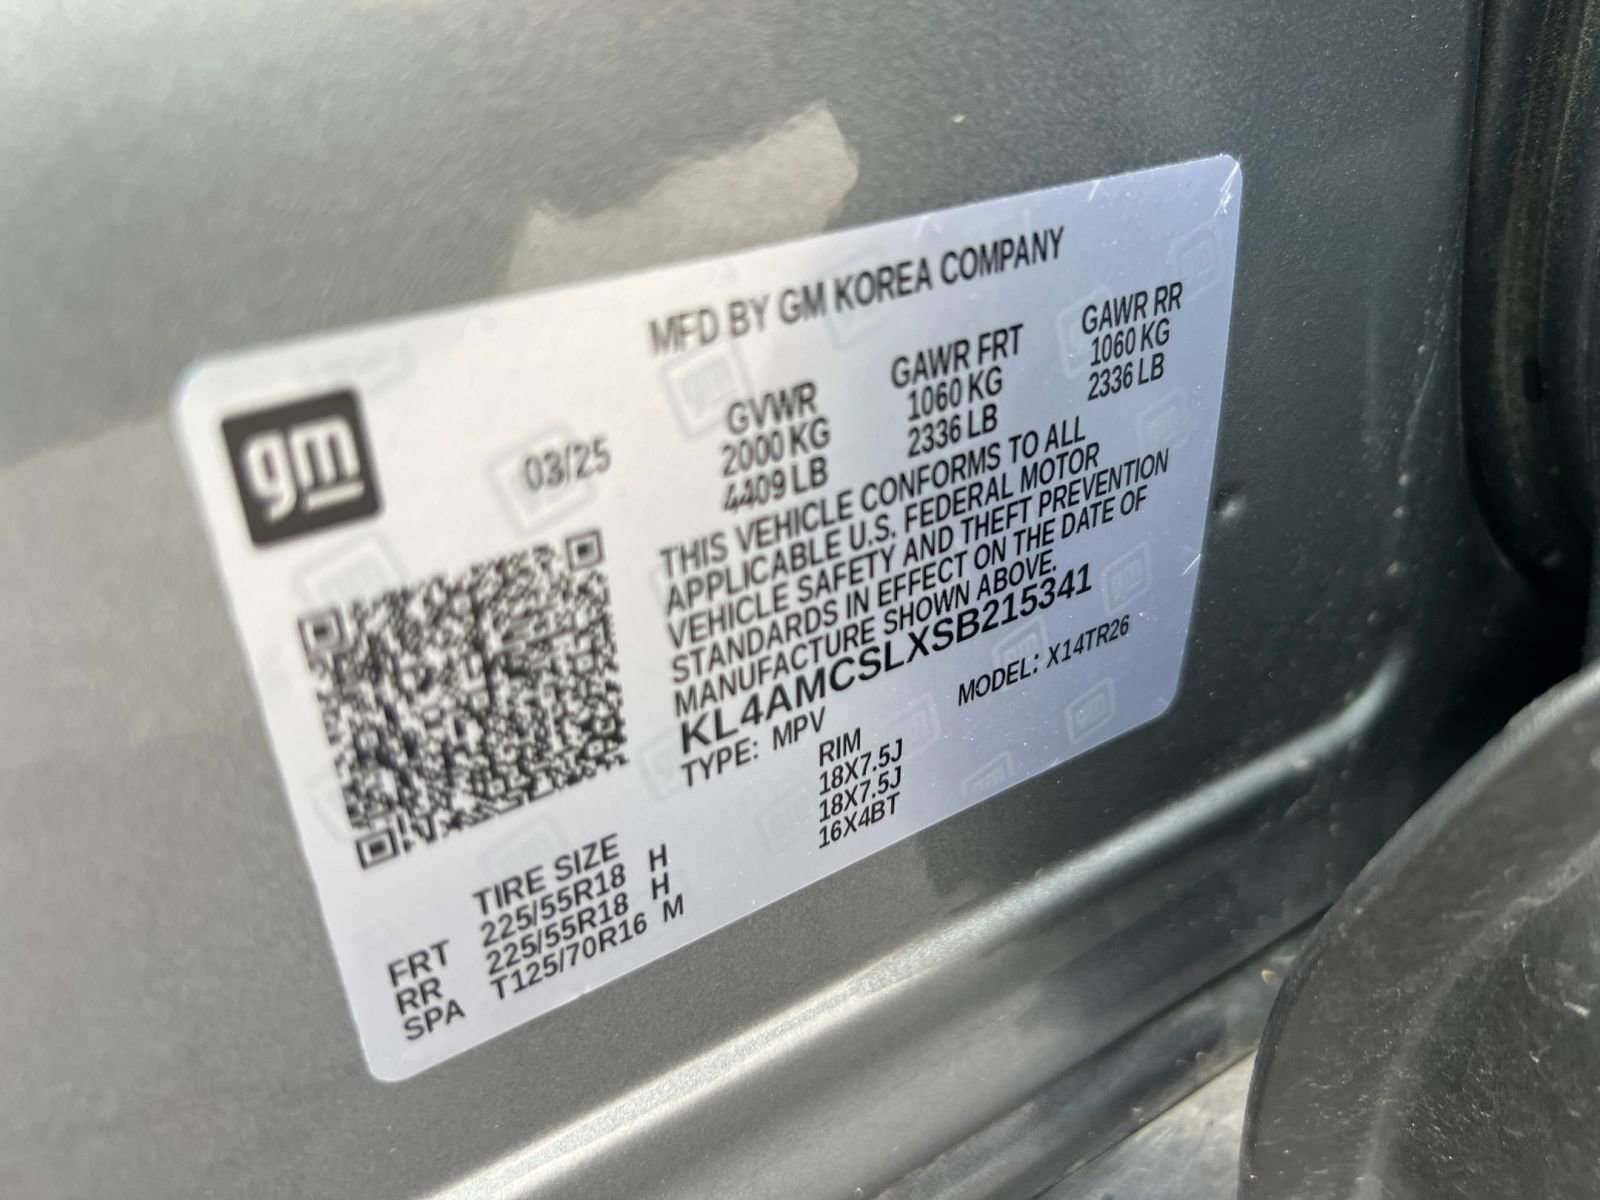 gm
MFD BY GM KOREA COMPANY
03/25
GVWR GAWR FRT GAWR RR
2000 KG 1060 KG 1060 KG
4409 LB 2336 LB 2336 LB
THIS VEHICLE CONFORMS TO ALL
APPLICABLE U.S. FEDERAL MOTOR
VEHICLE SAFETY AND THEFT PREVENTION
STANDARDS IN EFFECT ON THE DATE OF
MANUFACTURE SHOWN ABOVE.
KL4AMCSLXSB215341
TYPE: MPV MODEL: X14TR26
TIRE SIZE RIM
FRT 225/55R18 H 18X7.5J
RR 225/55R18 H 18X7.5J
SPA T125/70R16 M 16X4BT